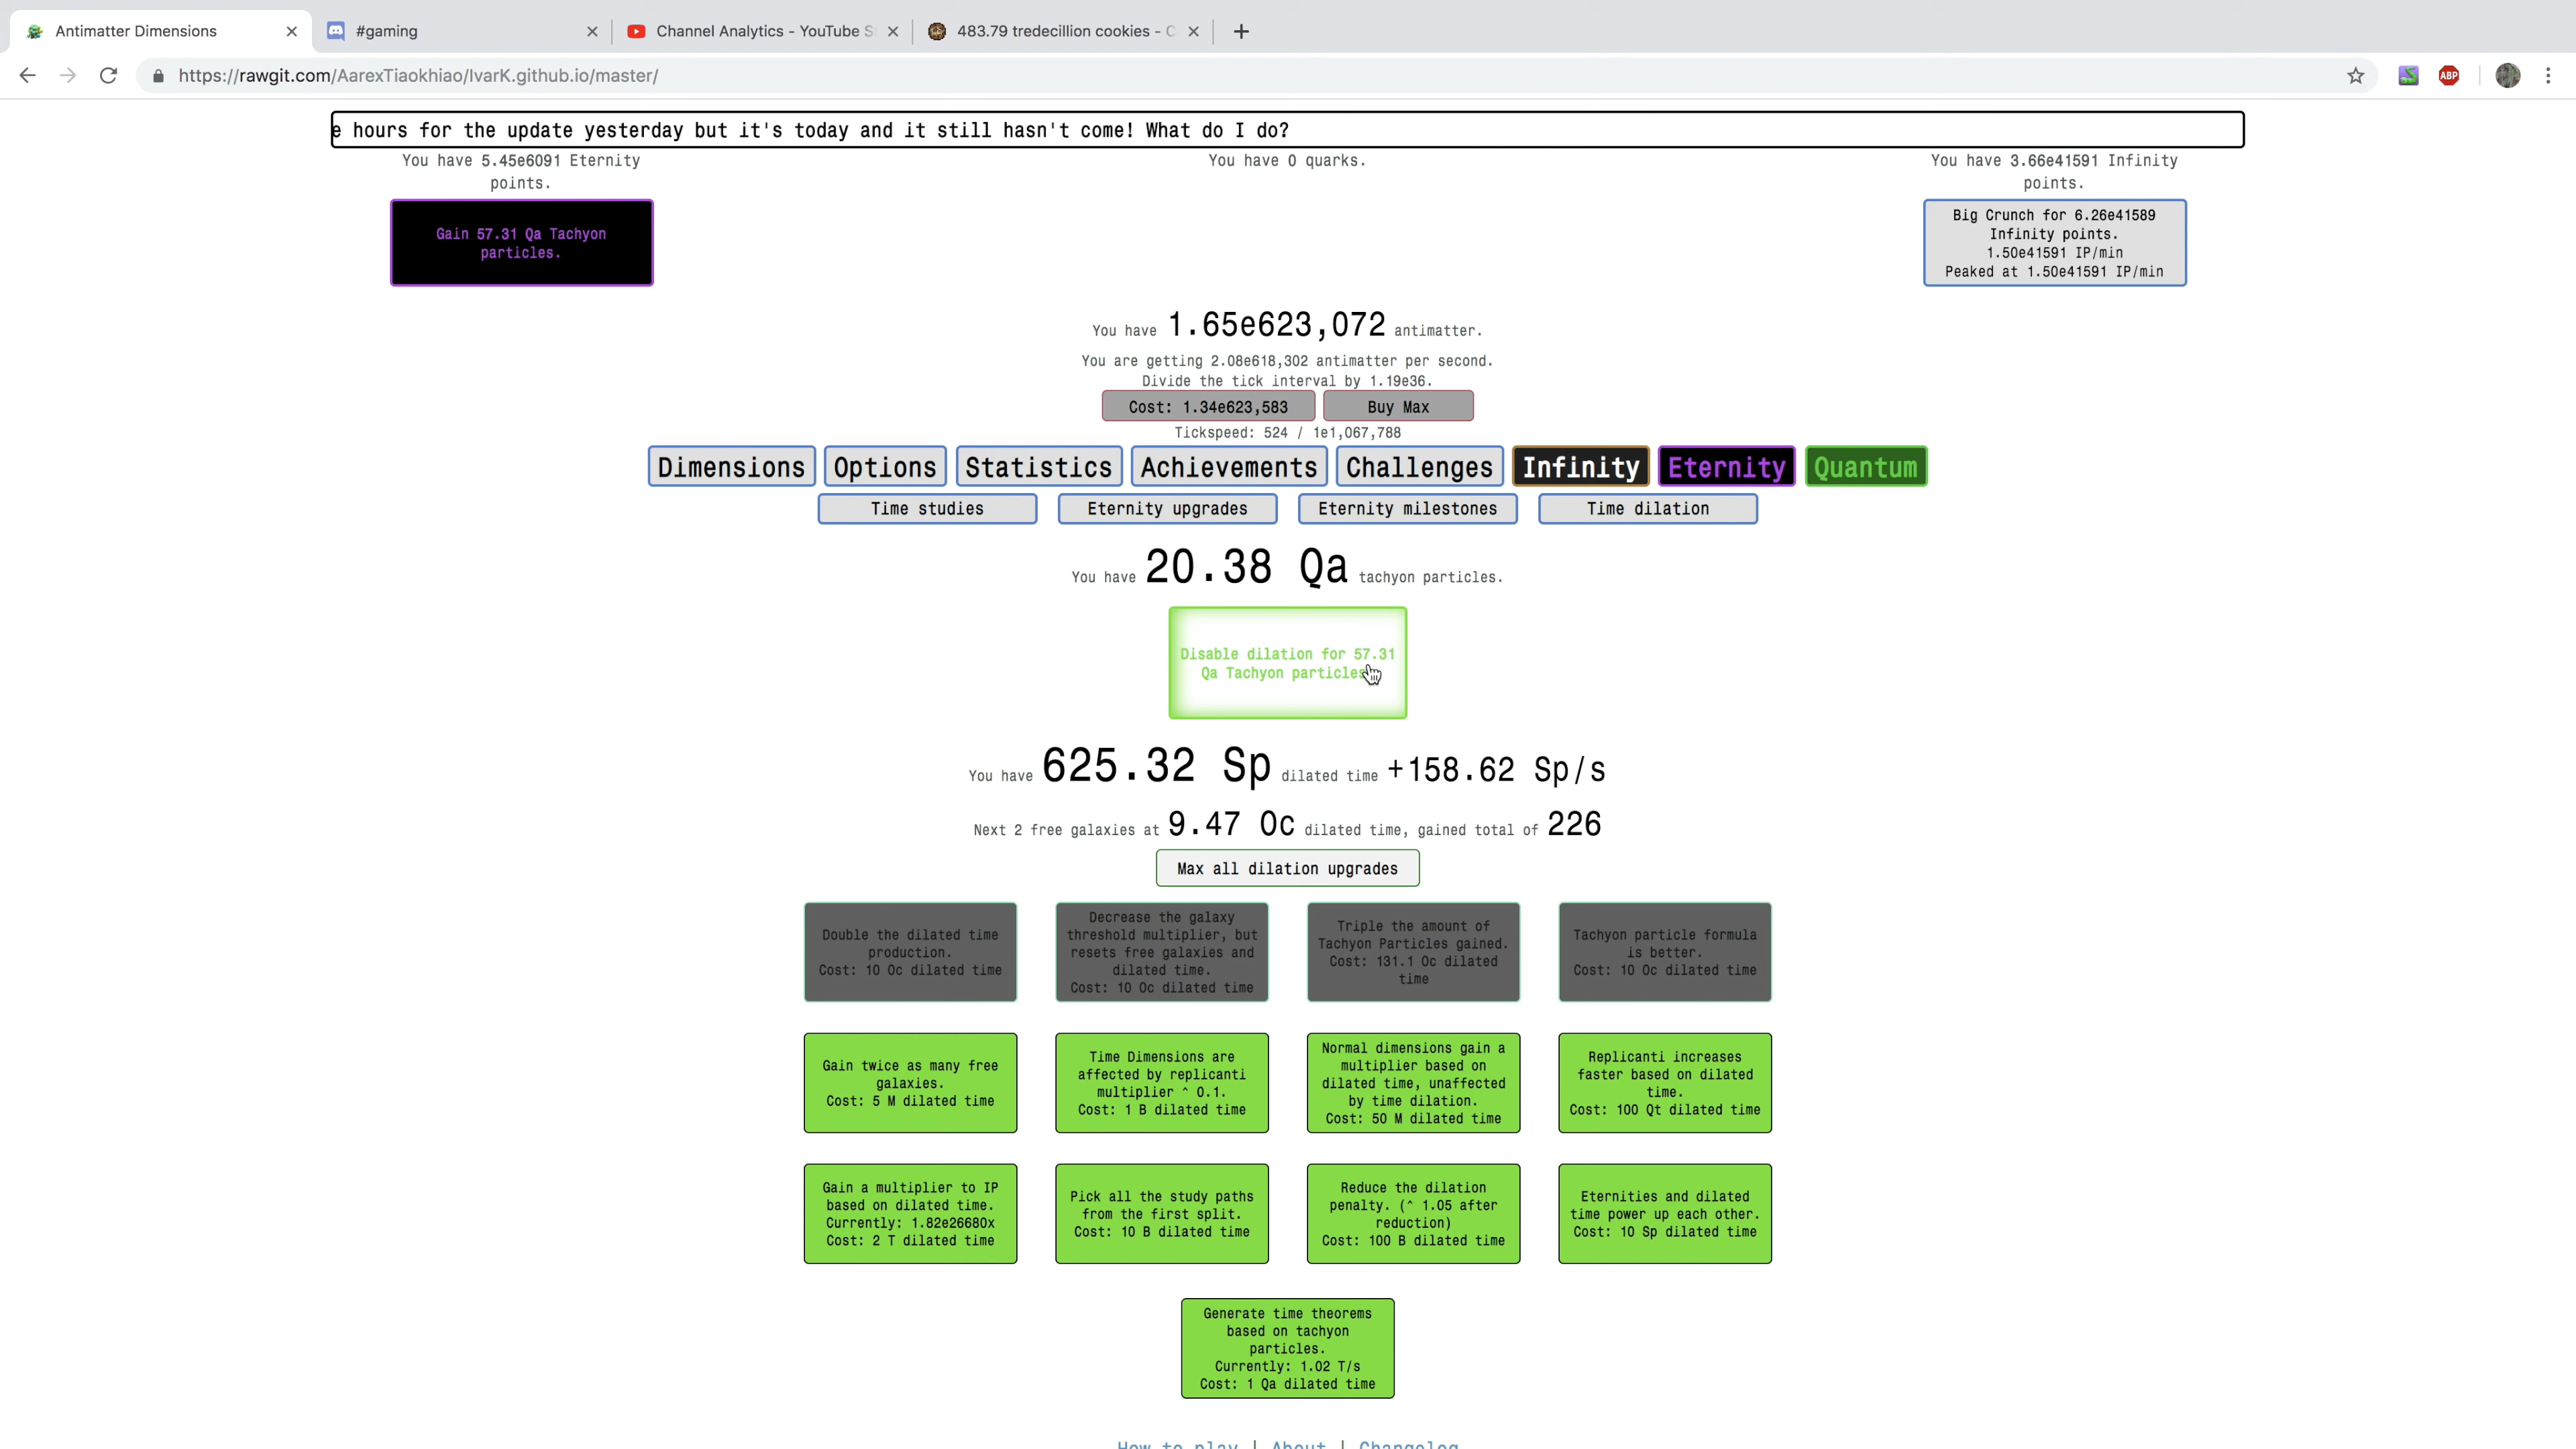 Antimatter Dimensions
#gaming
Channel Analytics - YouTube S
483.79 tredecillion cookies - C
https://rawgit.com/AarexTiaokhiao/IvarK.github.io/master/
ABP
e hours for the update yesterday but it's today and it still hasn't come! What do I do?
You have 5.45e6091 Eternity
points.
Gain 57.31 Qa Tachyon
particles.
You have 0 quarks.
You have 3.66e41591 Infinity
points.
Big Crunch for 6.26e41589
Infinity points.
1.50e41591 IP/min
Peaked at 1.50e41591 IP/min
You have 1.65e623,072 antimatter.
You are getting 2.08e618,302 antimatter per second.
Divide the tick interval by 1.19e36.
Cost: 1.34e623,583
Buy Max
Tickspeed: 524 / 1e1,067,788
Dimensions
Options
Statistics
Achievements
Challenges
Infinity
Eternity
Quantum
Time studies
Eternity upgrades
Eternity milestones
Time dilation
You have 20.38 Qa tachyon particles.
Disable dilation for 57.31
Qa Tachyon particles
You have 625.32 Sp dilated time +158.62 Sp/s
Next 2 free galaxies at 9.47 Oc dilated time, gained total of 226
Max all dilation upgrades
Double the dilated time
production.
Cost: 10 Oc dilated time
Decrease the galaxy
threshold multiplier, but
resets free galaxies and
dilated time.
Cost: 10 Oc dilated time
Triple the amount of
Tachyon Particles gained.
Cost: 131.1 Oc dilated
time
Tachyon particle formula
is better.
Cost: 10 Oc dilated time
Gain twice as many free
galaxies.
Cost: 5 M dilated time
Time Dimensions are
affected by replicanti
multiplier ^ 0.1.
Cost: 1 B dilated time
Normal dimensions gain a
multiplier based on
dilated time, unaffected
by time dilation.
Cost: 50 M dilated time
Replicanti increases
faster based on dilated
time.
Cost: 100 Qt dilated time
Gain a multiplier to IP
based on dilated time.
Currently: 1.82e26680x
Cost: 2 T dilated time
Pick all the study paths
from the first split.
Cost: 10 B dilated time
Reduce the dilation
penalty. (^ 1.05 after
reduction)
Cost: 100 B dilated time
Eternities and dilated
time power up each other.
Cost: 10 Sp dilated time
Generate time theorems
based on tachyon
particles.
Currently: 1.02 T/s
Cost: 1 Qa dilated time
How to play | About | Changelog